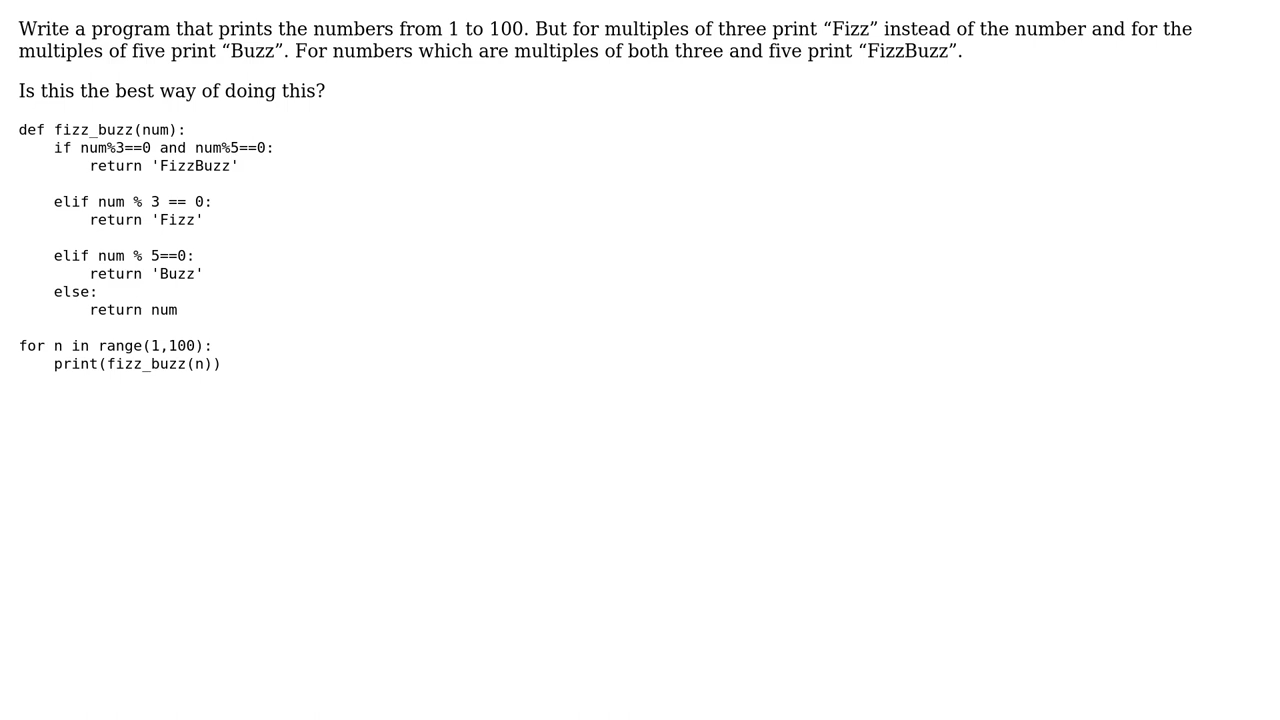 Write a program that prints the numbers from 1 to 100. But for multiples of three print “Fizz” instead of the number and for the
multiples of five print “Buzz”. For numbers which are multiples of both three and five print “FizzBuzz”.
Is this the best way of doing this?
def fizz_buzz(num):
    if num%3==0 and num%5==0:
        return 'FizzBuzz'
    elif num % 3 == 0:
        return 'Fizz'
    elif num % 5==0:
        return 'Buzz'
    else:
        return num
for n in range(1,100):
    print(fizz_buzz(n))